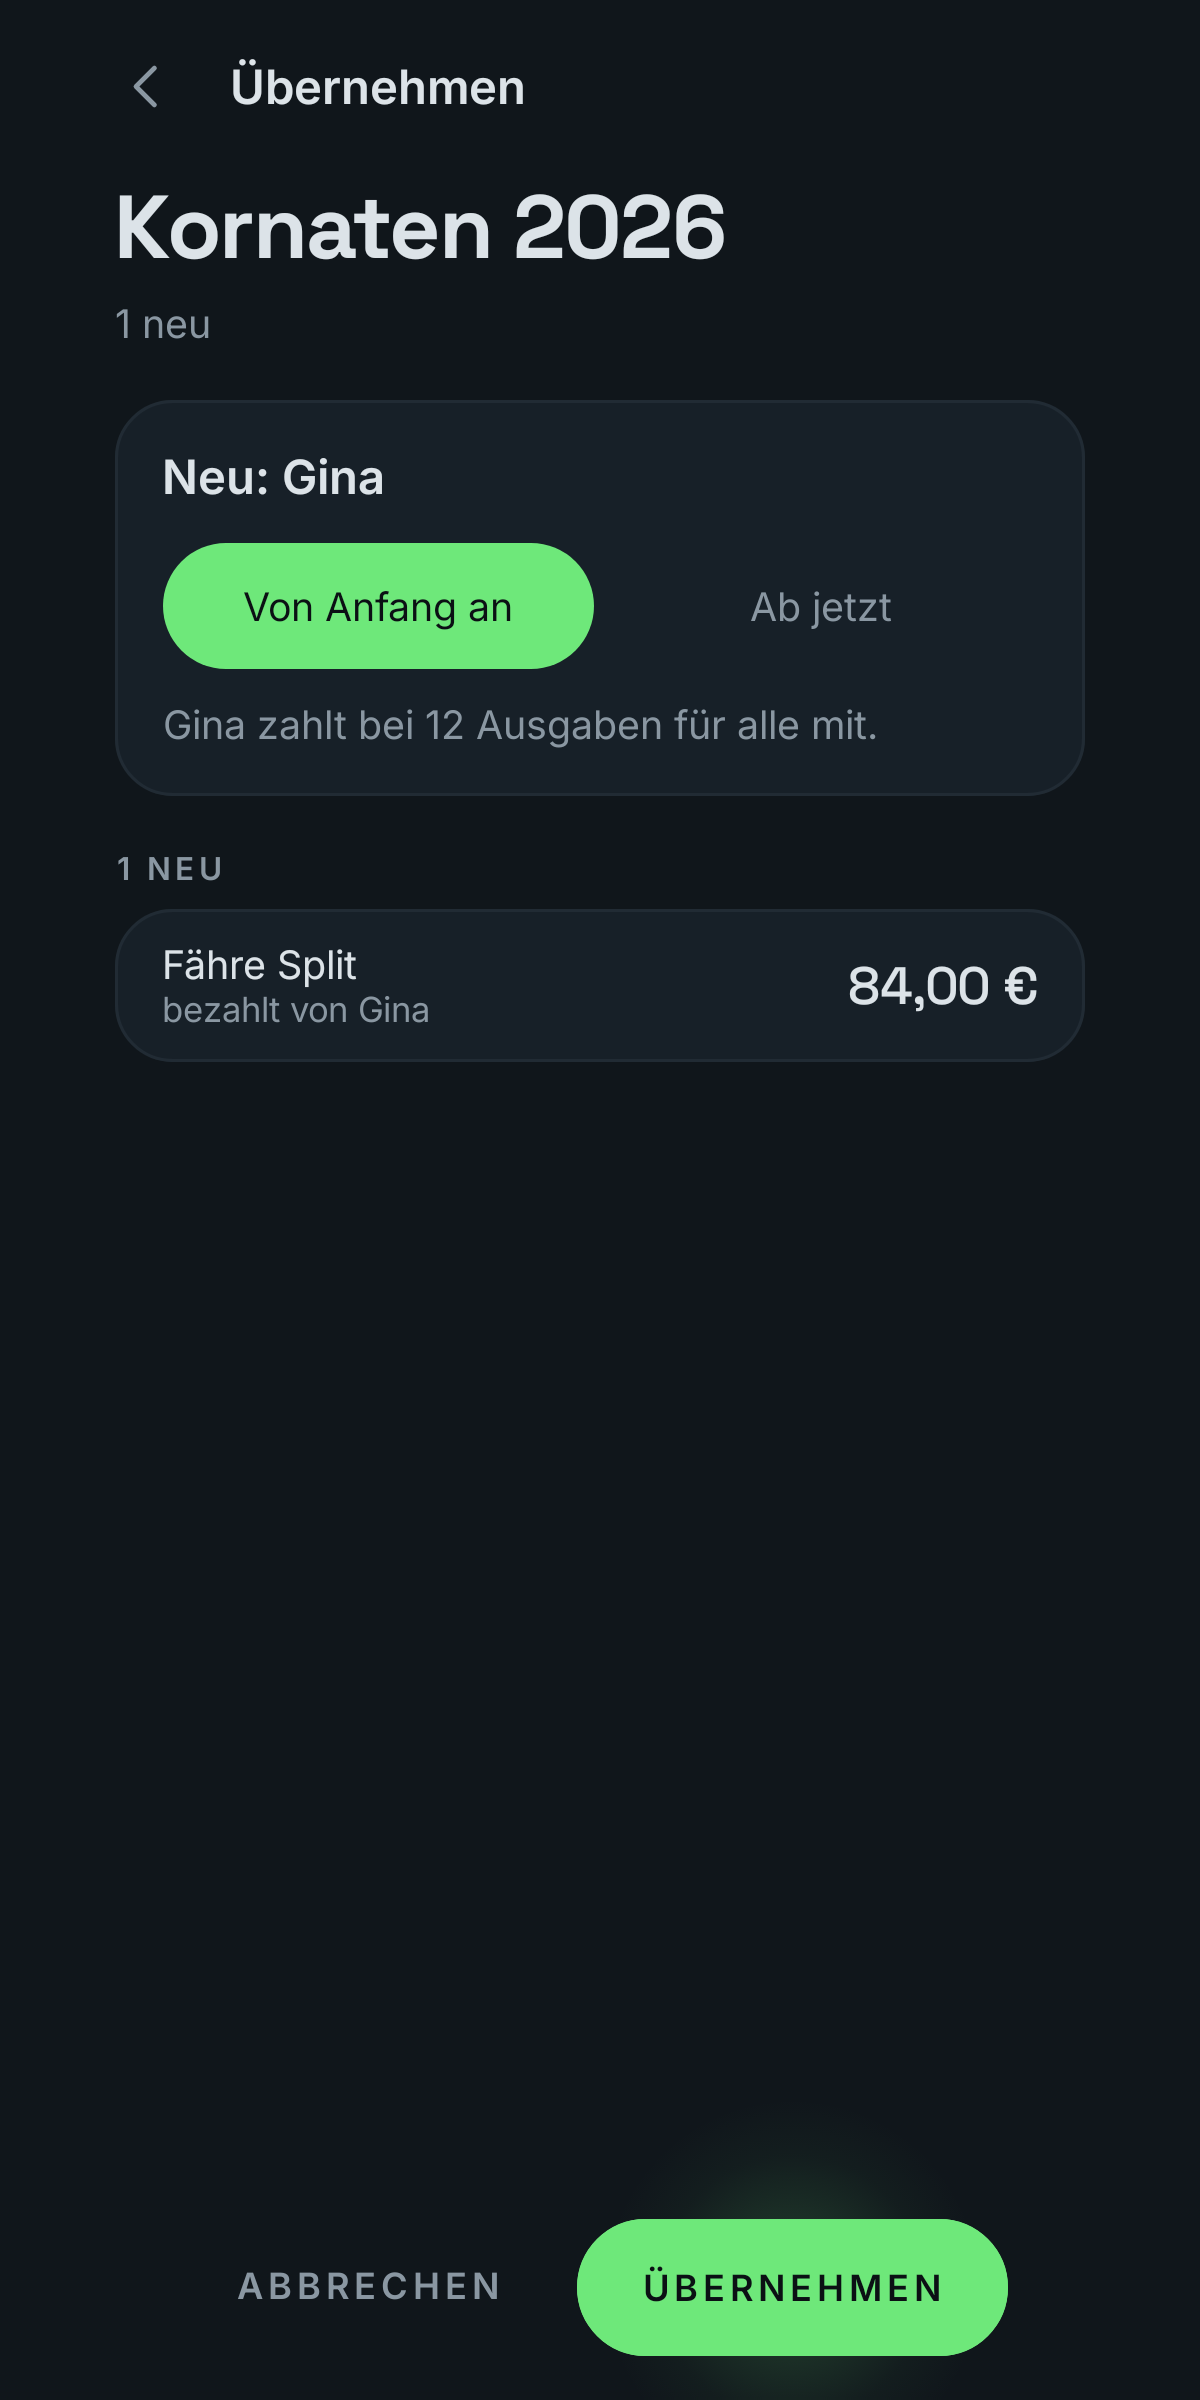 Übernehmen
Kornaten 2026
1 neu
Neu: Gina
Von Anfang an
Ab jetzt
Gina zahlt bei 12 Ausgaben für alle mit.
1 NEU
Fähre Split
bezahlt von Gina
84,00 €
ABBRECHEN
ÜBERNEHMEN